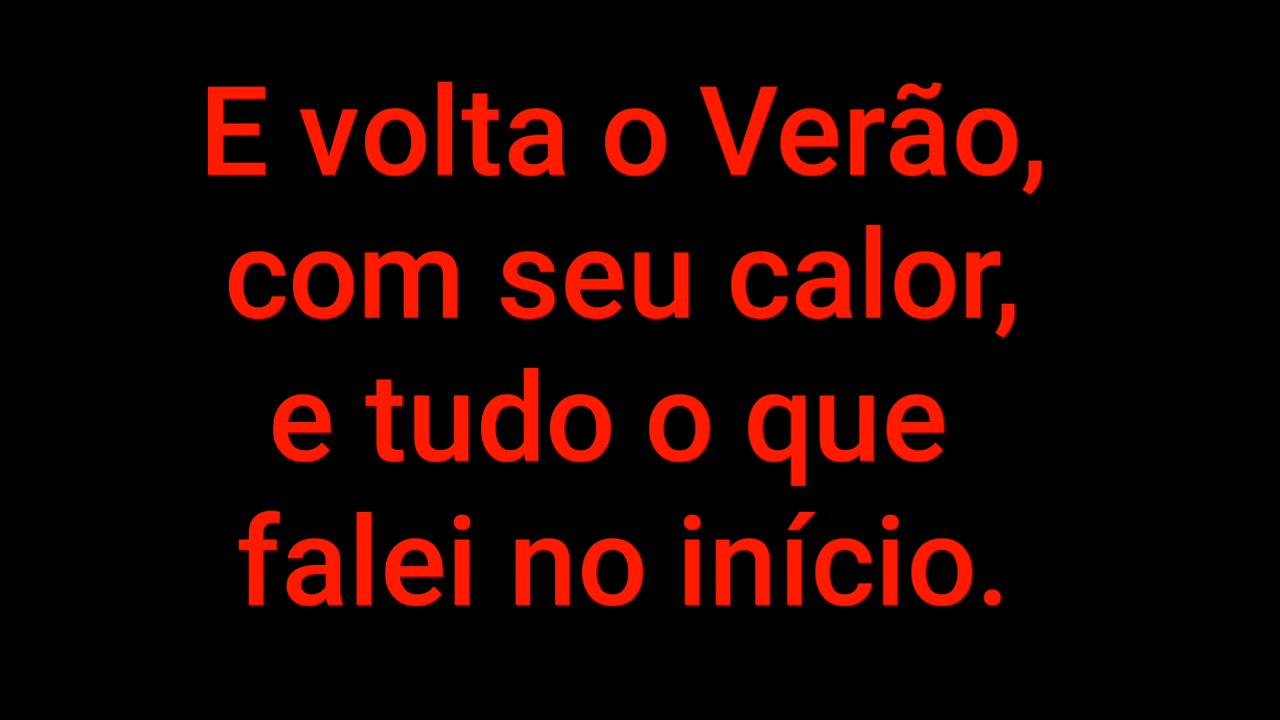 E volta o Verão,
com seu calor,
e tudo o que
falei no início.